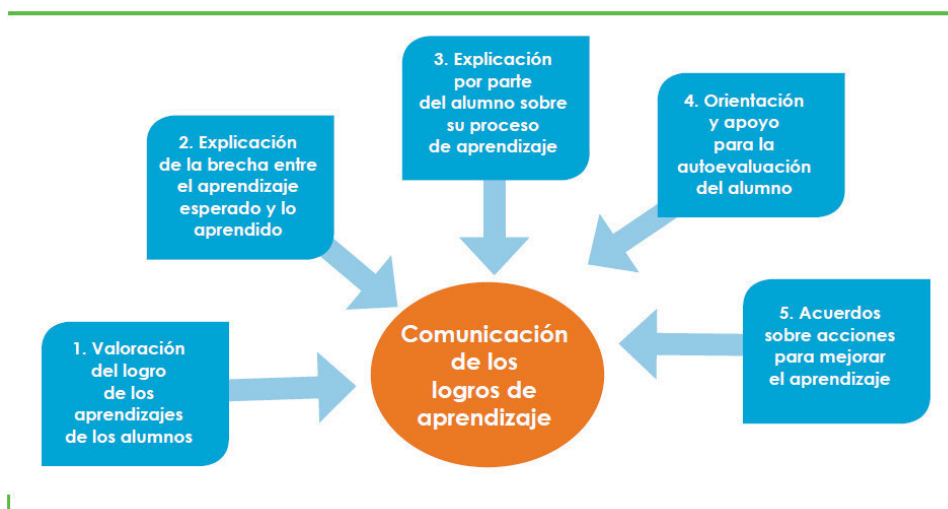 1. Valoración
del logro
de los
aprendizajes
de los alumnos
2. Explicación
de la brecha entre
el aprendizaje
esperado y lo
aprendido
3. Explicación
por parte
del alumno sobre
su proceso
de aprendizaje
4. Orientación
y apoyo
para la
autoevaluación
del alumno
5. Acuerdos
sobre acciones
para mejorar
el aprendizaje
Comunicación
de los
logros de
aprendizaje